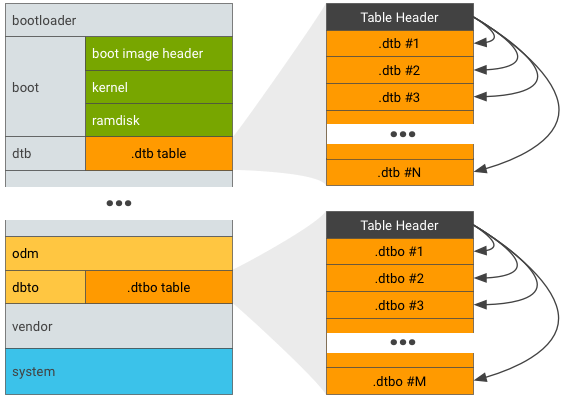 bootloader
boot
boot image header
kernel
ramdisk
dtb
.dtb table
•••
odm
dbto
.dtbo table
vendor
system
Table Header
.dtb #1
.dtb #2
.dtb #3
•••
.dtb #N
Table Header
.dtbo #1
.dtbo #2
.dtbo #3
•••
.dtbo #M